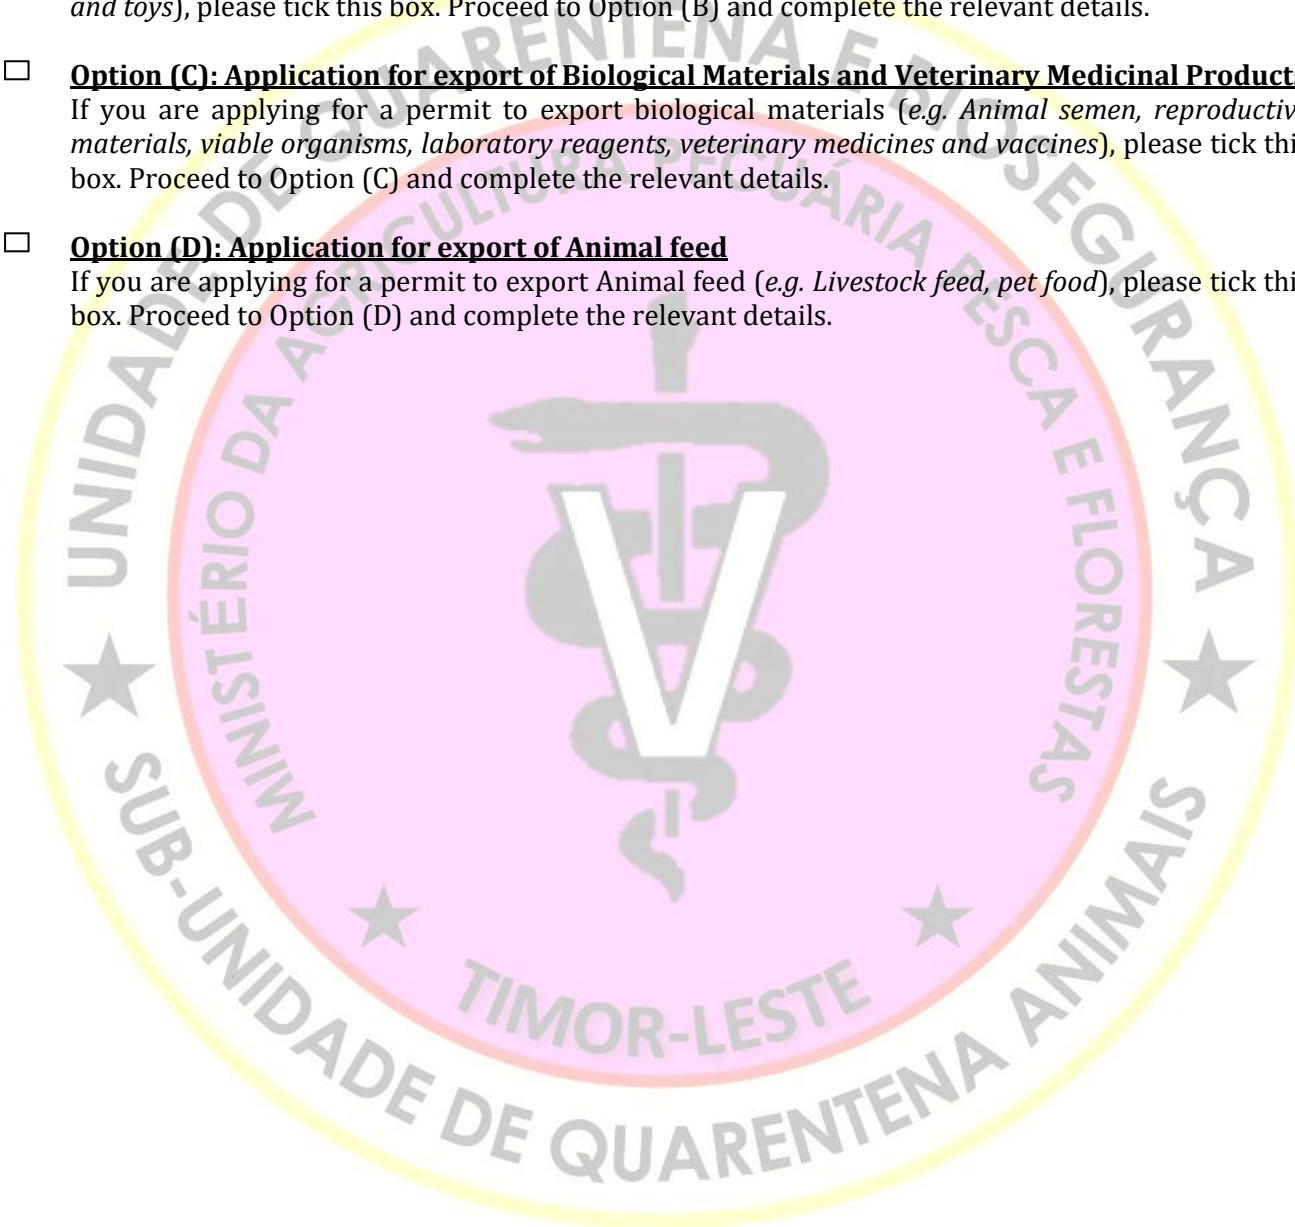 and toys), please tick this box. Proceed to Option (B) and complete the relevant details.
Option (C): Application for export of Biological Materials and Veterinary Medicinal Product
If you are applying for a permit to export biological materials (e.g. Animal semen, reproductiv
materials, viable organisms, laboratory reagents, veterinary medicines and vaccines), please tick thi
box. Proceed to Option (C) and complete the relevant details.
Option (D): Application for export of Animal feed
If you are applying for a permit to export Animal feed (e.g. Livestock feed, pet food), please tick thi
box. Proceed to Option (D) and complete the relevant details.
UNIDADE DE QUARENTENA E BIOSEGURANÇA
MINISTÉRIO DA AGRICULTURA PECUÁRIA PESCA E FLORESTAS
V
TIMOR-LESTE
SUB-UNIDADE DE QUARENTENA ANIMAIS